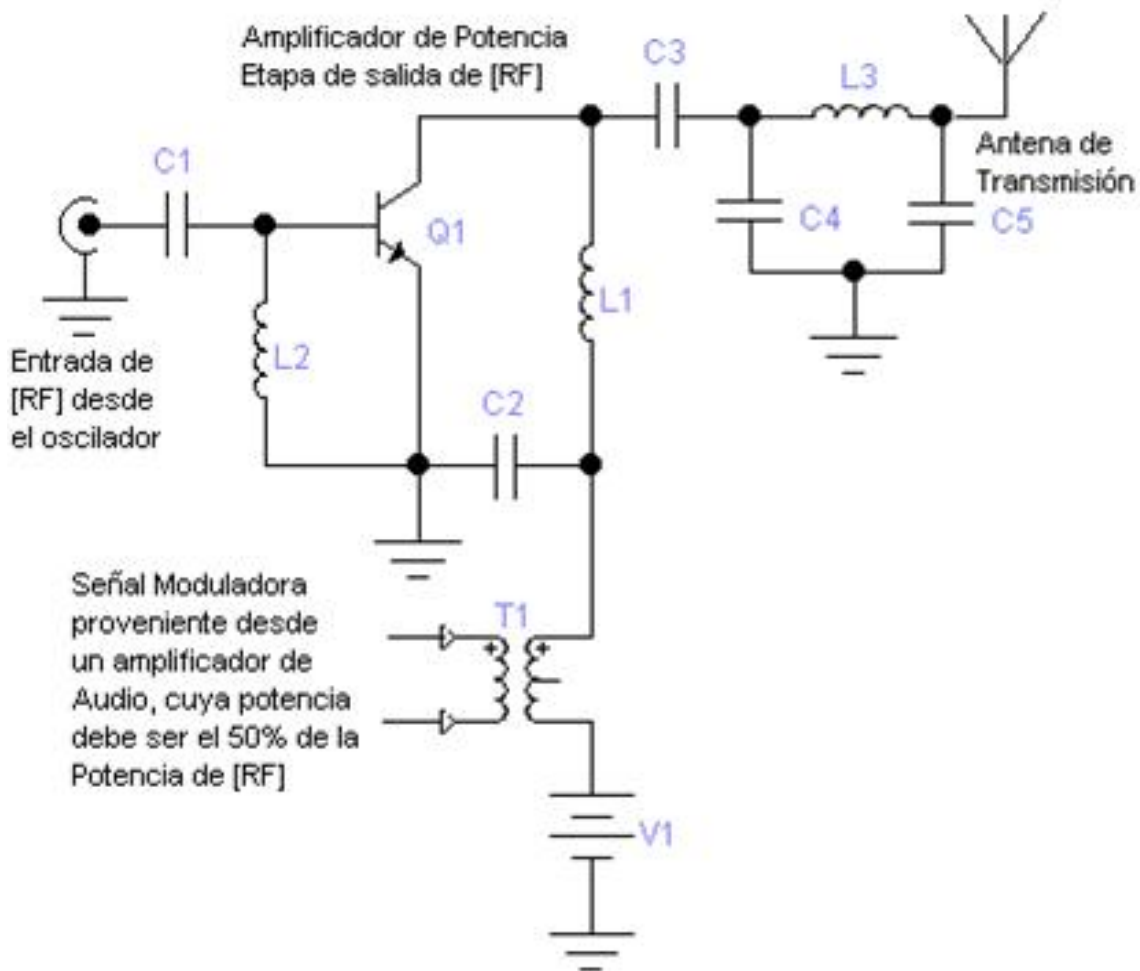 Amplificador de Potencia
Etapa de salida de [RF]
C3
L3
C1
Antena de
Transmisión
Q1
C4
C5
L1
Entrada de
[RF] desde
el oscilador
L2
C2
Señal Moduladora
proveniente desde
un amplificador de
Audio, cuya potencia
debe ser el 50% de la
Potencia de [RF]
T1
+ +
V1